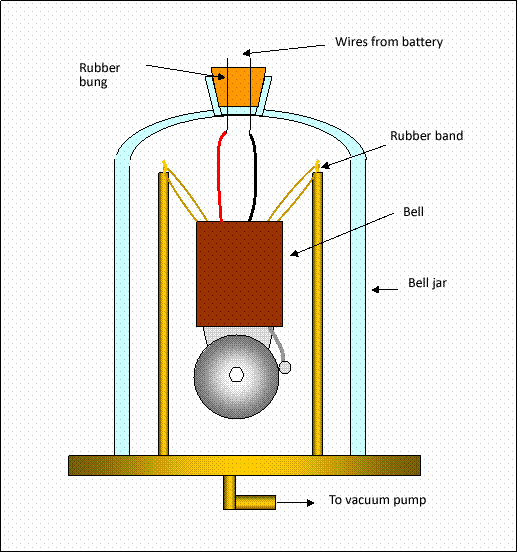 Wires from battery
Rubber
bung
Rubber band
Bell
Bell jar
To vacuum pump